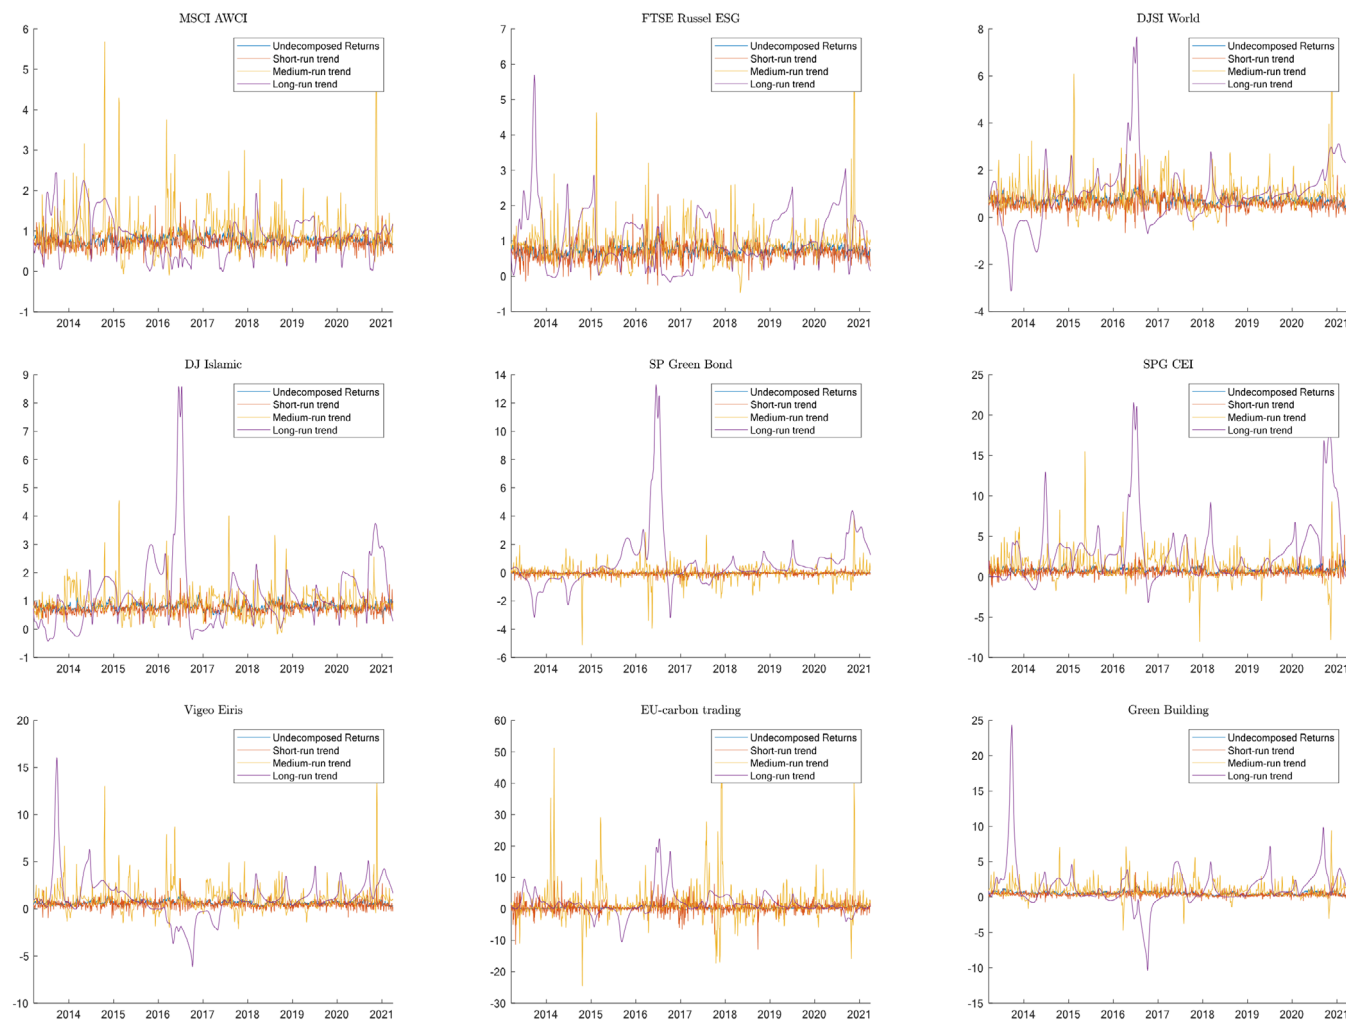 MSCI AWCI
6
5
4
3
2
1
0
-1
2014 2015 2016 2017 2018 2019 2020 2021
Undecomposed Returns
Short-run trend
Medium-run trend
Long-run trend
FTSE Russel ESG
7
6
5
4
3
2
1
0
-1
2014 2015 2016 2017 2018 2019 2020 2021
Undecomposed Returns
Short-run trend
Medium-run trend
Long-run trend
DJSI World
8
6
4
2
0
-2
-4
2014 2015 2016 2017 2018 2019 2020 2021
Undecomposed Returns
Short-run trend
Medium-run trend
Long-run trend
DJ Islamic
9
8
7
6
5
4
3
2
1
0
-1
2014 2015 2016 2017 2018 2019 2020 2021
Undecomposed Returns
Short-run trend
Medium-run trend
Long-run trend
SP Green Bond
14
12
10
8
6
4
2
0
-2
-4
-6
2014 2015 2016 2017 2018 2019 2020 2021
Undecomposed Returns
Short-run trend
Medium-run trend
Long-run trend
SPG CEI
25
20
15
10
5
0
-5
-10
2014 2015 2016 2017 2018 2019 2020 2021
Undecomposed Returns
Short-run trend
Medium-run trend
Long-run trend
Vigeo Eiris
20
15
10
5
0
-5
-10
2014 2015 2016 2017 2018 2019 2020 2021
Undecomposed Returns
Short-run trend
Medium-run trend
Long-run trend
EU-carbon trading
60
50
40
30
20
10
0
-10
-20
-30
2014 2015 2016 2017 2018 2019 2020 2021
Undecomposed Returns
Short-run trend
Medium-run trend
Long-run trend
Green Building
25
20
15
10
5
0
-5
-10
-15
2014 2015 2016 2017 2018 2019 2020 2021
Undecomposed Returns
Short-run trend
Medium-run trend
Long-run trend